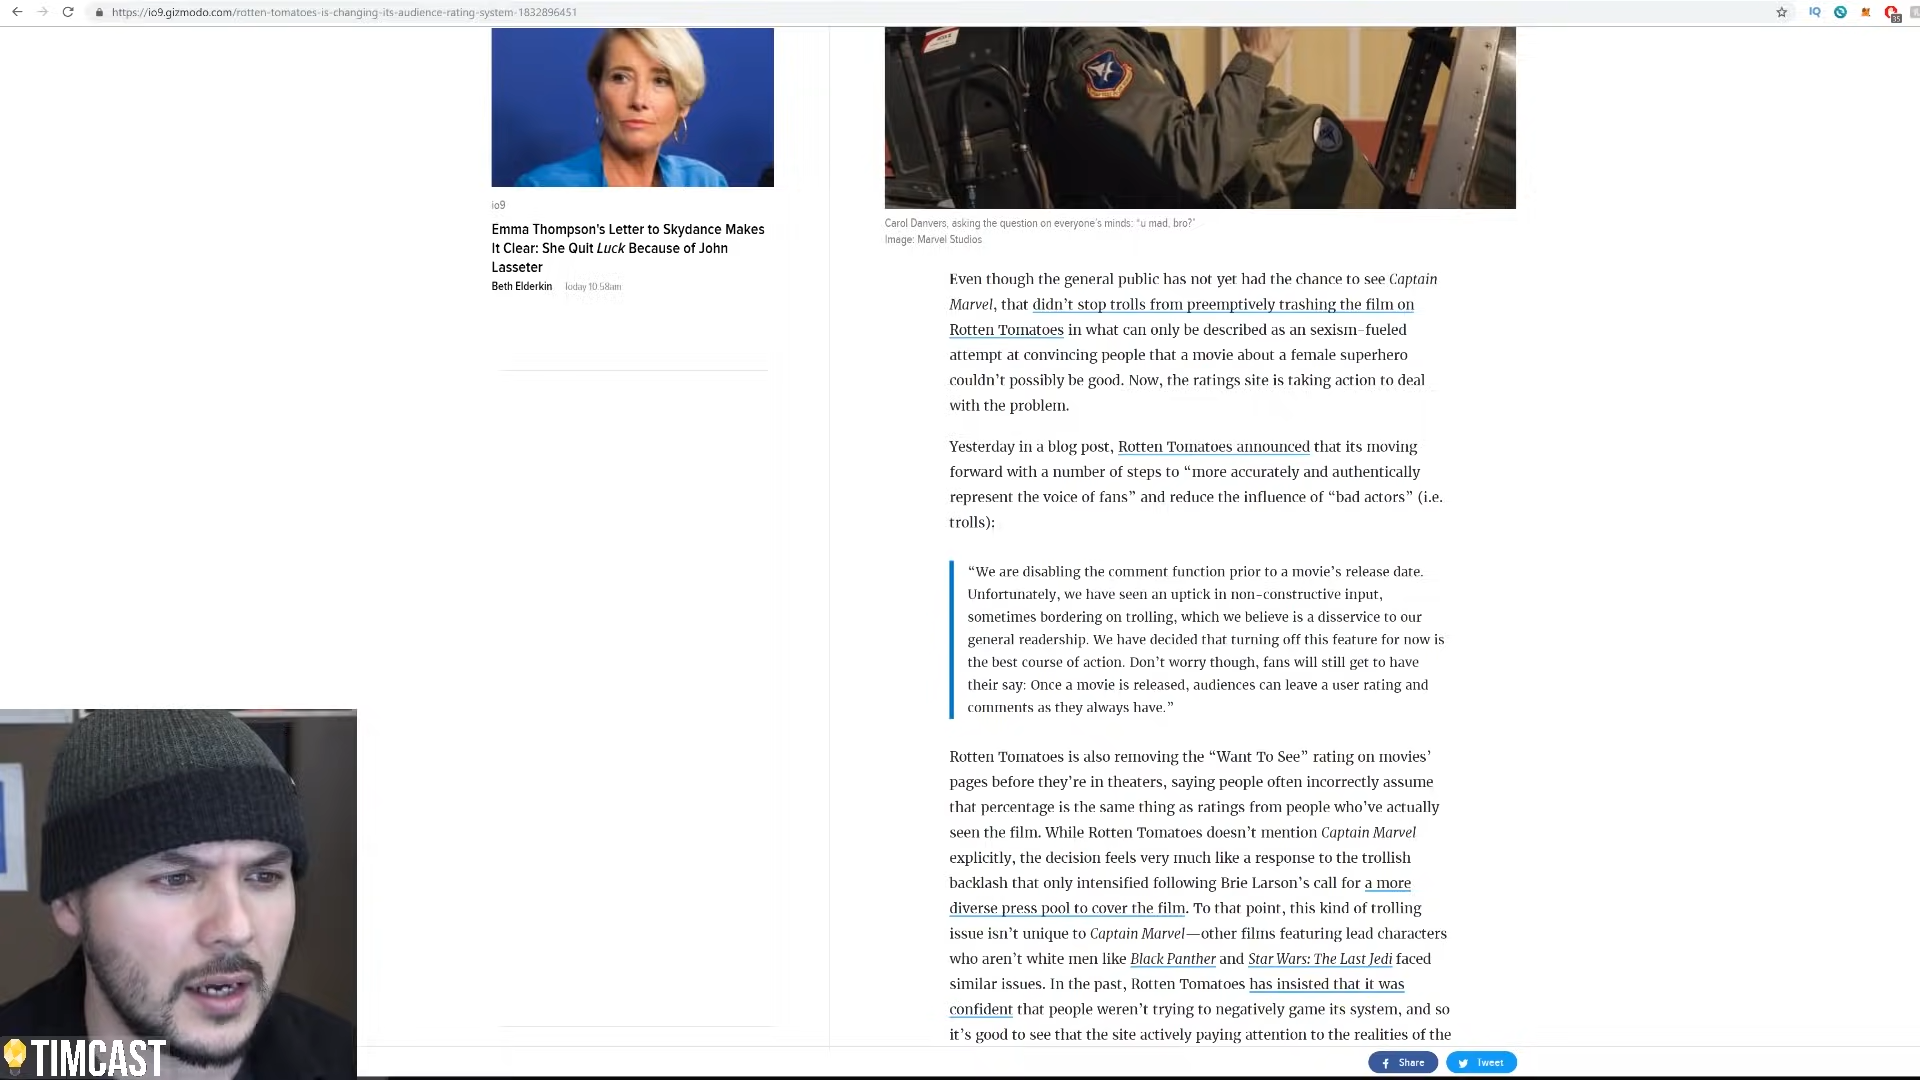 https://io9.gizmodo.com/rotten-tomatoes-is-changing-its-audience-rating-system-1832896451
IQ
35
io9
Emma Thompson's Letter to Skydance Makes
It Clear: She Quit Luck Because of John
Lasseter
Beth Elderkin Today 10:58am
Carol Danvers, asking the question on everyone's minds: “u mad, bro?”
Image: Marvel Studios
Even though the general public has not yet had the chance to see Captain
Marvel, that didn’t stop trolls from preemptively trashing the film on
Rotten Tomatoes in what can only be described as an sexism-fueled
attempt at convincing people that a movie about a female superhero
couldn’t possibly be good. Now, the ratings site is taking action to deal
with the problem.
Yesterday in a blog post, Rotten Tomatoes announced that its moving
forward with a number of steps to “more accurately and authentically
represent the voice of fans” and reduce the influence of “bad actors” (i.e.
trolls):
“We are disabling the comment function prior to a movie’s release date.
Unfortunately, we have seen an uptick in non-constructive input,
sometimes bordering on trolling, which we believe is a disservice to our
general readership. We have decided that turning off this feature for now is
the best course of action. Don’t worry though, fans will still get to have
their say: Once a movie is released, audiences can leave a user rating and
comments as they always have.”
Rotten Tomatoes is also removing the “Want To See” rating on movies’
pages before they’re in theaters, saying people often incorrectly assume
that percentage is the same thing as ratings from people who’ve actually
seen the film. While Rotten Tomatoes doesn’t mention Captain Marvel
explicitly, the decision feels very much like a response to the trollish
backlash that only intensified following Brie Larson’s call for a more
diverse press pool to cover the film. To that point, this kind of trolling
issue isn’t unique to Captain Marvel—other films featuring lead characters
who aren’t white men like Black Panther and Star Wars: The Last Jedi faced
similar issues. In the past, Rotten Tomatoes has insisted that it was
confident that people weren’t trying to negatively game its system, and so
it’s good to see that the site actively paying attention to the realities of the
Share
Tweet
TIMCAST